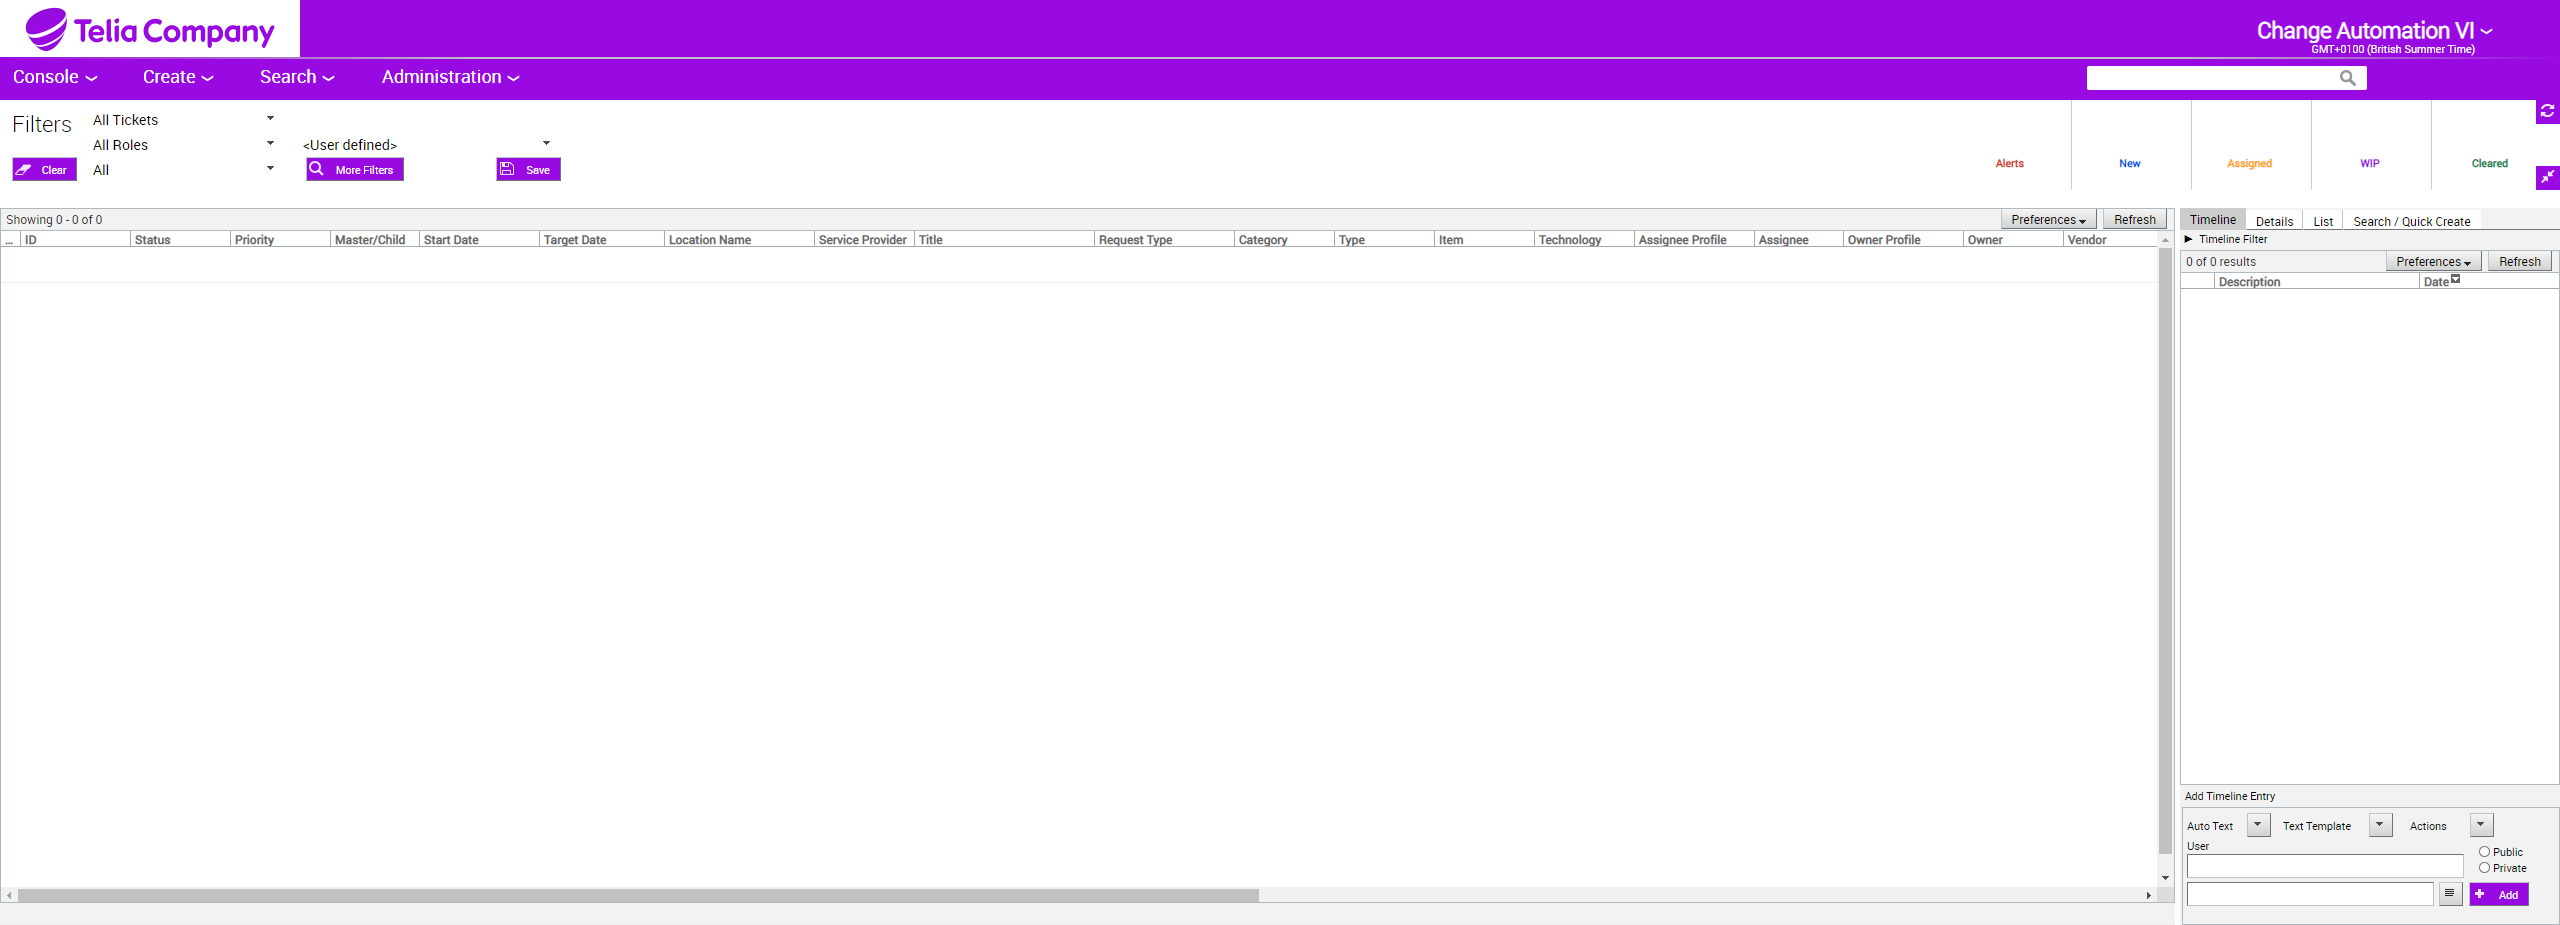 Telia Company
Change Automation VI
GMT+0100 (British Summer Time)
Console Create Search Administration
Filters All Tickets
All Roles <User defined>
Clear All More Filters Save
Alerts New Assigned WIP Cleared
Showing 0 - 0 of 0 Preferences Refresh
... ID Status Priority Master/Child Start Date Target Date Location Name Service Provider Title Request Type Category Type Item Technology Assignee Profile Assignee Owner Profile Owner Vendor
Timeline Details List Search / Quick Create
Timeline Filter
0 of 0 results Preferences Refresh
Description Date
Add Timeline Entry
Auto Text Text Template Actions
User
Public
Private
Add